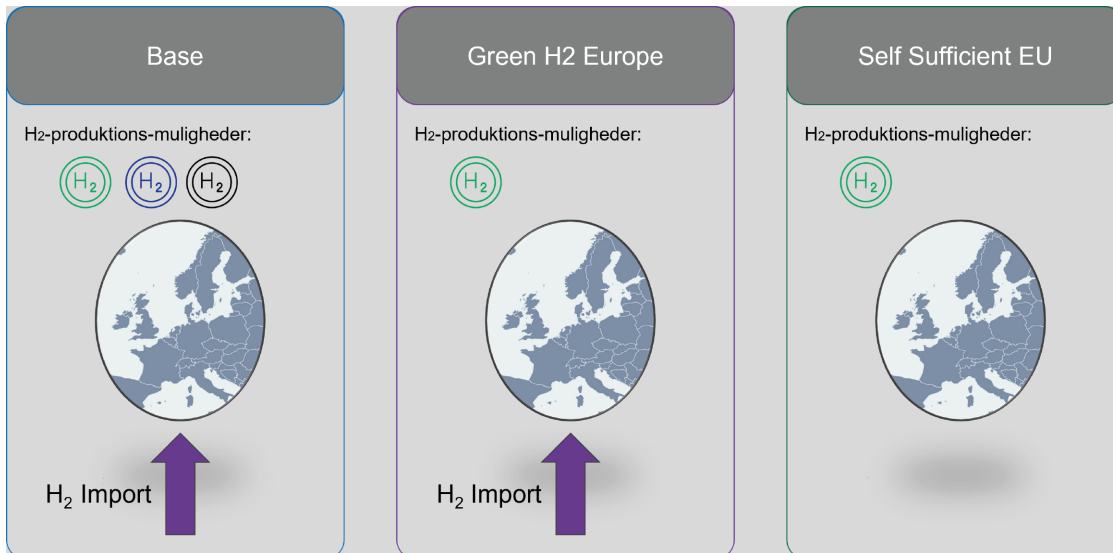 Base
H₂-produktions-muligheder:
H₂ H₂ H₂
H₂ Import
Green H2 Europe
H₂-produktions-muligheder:
H₂
H₂ Import
Self Sufficient EU
H₂-produktions-muligheder:
H₂